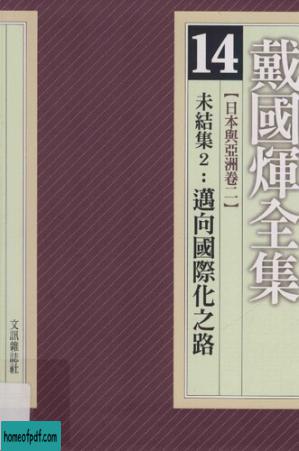 戴國煇全集
14
【日本與亞洲卷二】
未結集2：邁向國際化之路
文訊雜誌社
homeofpdf.com